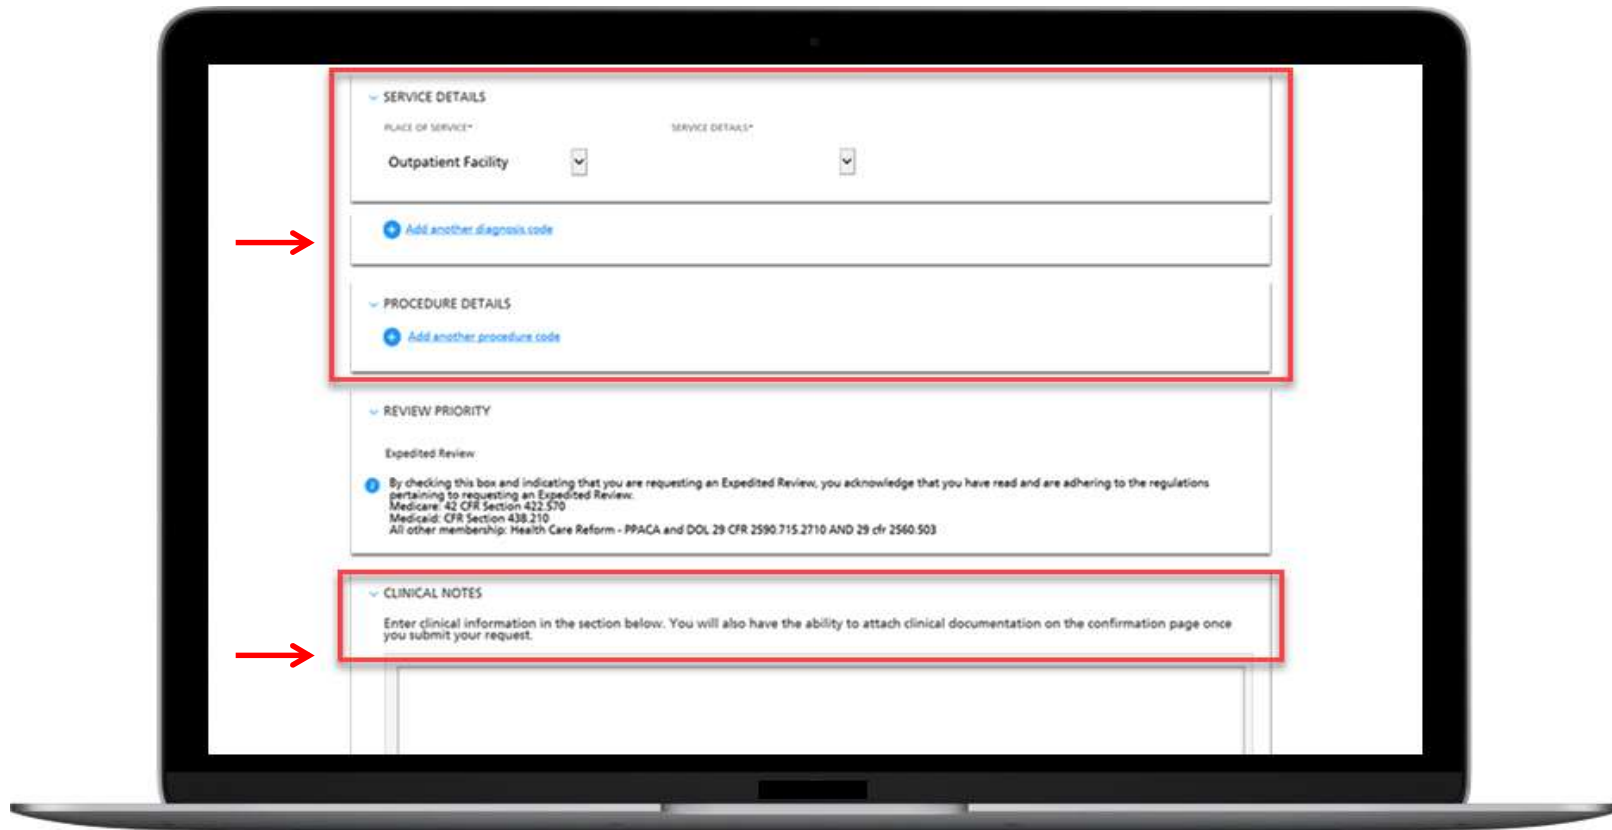 SERVICE DETAILS
PLACE OF SERVICE* SERVICE DETAILS*
Outpatient Facility
Add another diagnosis code
PROCEDURE DETAILS
Add another procedure code
REVIEW PRIORITY
Expedited Review
By checking this box and indicating that you are requesting an Expedited Review, you acknowledge that you have read and are adhering to the regulations
pertaining to requesting an Expedited Review.
Medicare: 42 CFR Section 422.570
Medicaid: CFR Section 438.210
All other membership: Health Care Reform - PPACA and DOL 29 CFR 2590.715.2710 AND 29 cfr 2560.503
CLINICAL NOTES
Enter clinical information in the section below. You will also have the ability to attach clinical documentation on the confirmation page once
you submit your request.